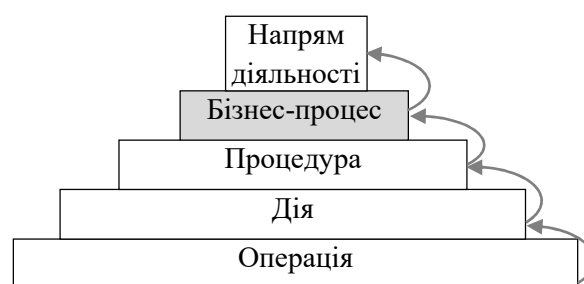 Напрям
діяльності
Бізнес-процес
Процедура
Дія
Операція